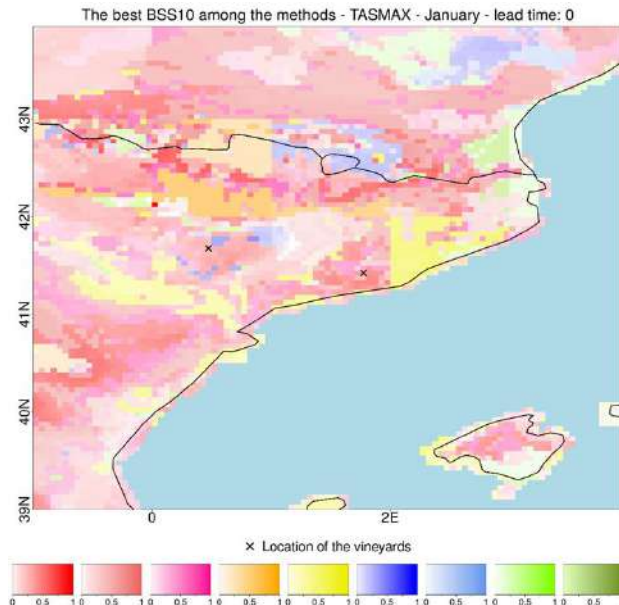 The best BSS10 among the methods - TASMAX - January - lead time: 0
43N
42N
41N
40N
39N
39 0 2E
× Location of the vineyards
0 0.5 1 0 0.5 1 0 0.5 1 0 0.5 1 0 0.5 1 0 0.5 1 0 0.5 1 0 0.5 1 0 0.5 1